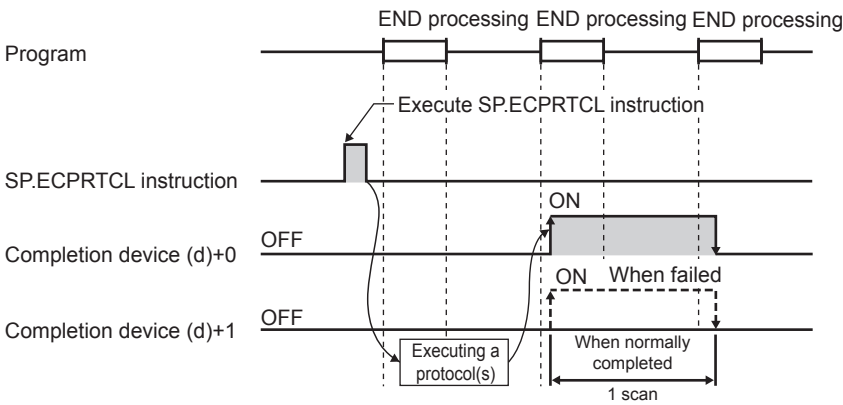 END processing END processing END processing
Program
Execute SP.ECPRTCL instruction
SP.ECPRTCL instruction
ON
OFF
Completion device (d)+0
ON When failed
OFF
Completion device (d)+1
Executing a
protocol(s)
When normally
completed
1 scan